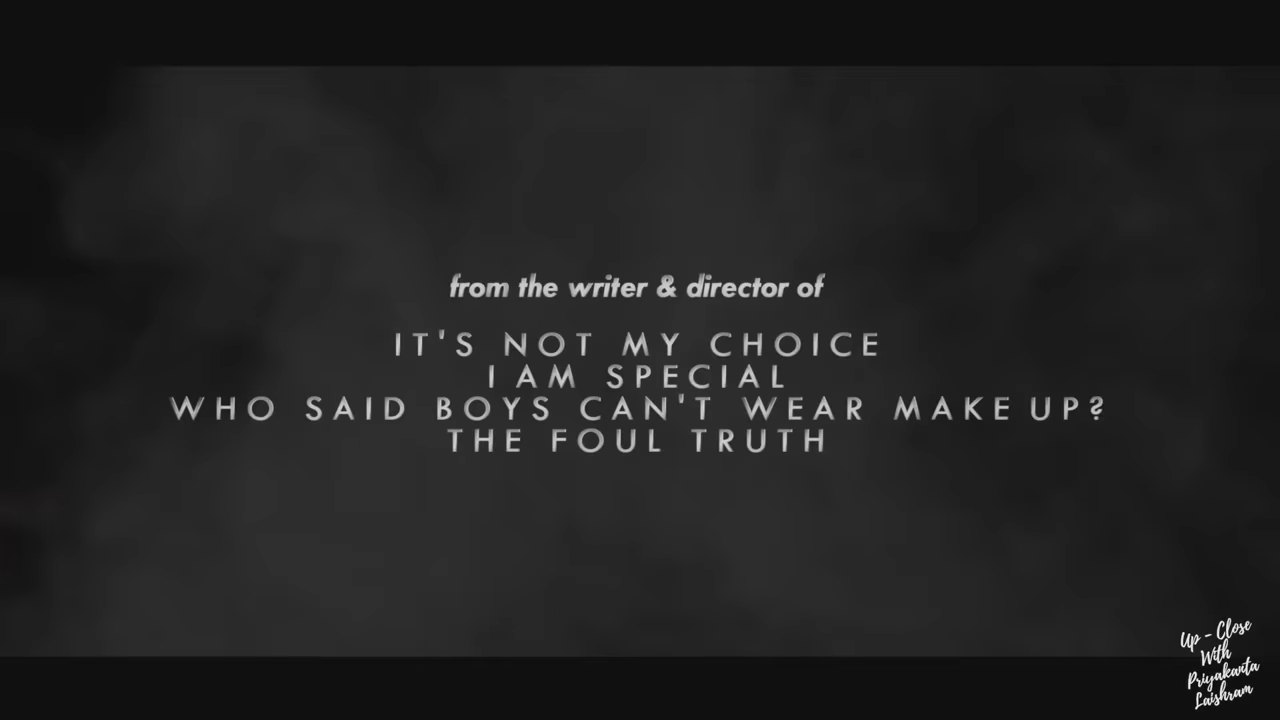 from the writer & director of
IT'S NOT MY CHOICE
I AM SPECIAL
WHO SAID BOYS CAN'T WEAR MAKE UP?
THE FOUL TRUTH
Up - Close
With
Priyakanta
Laishram